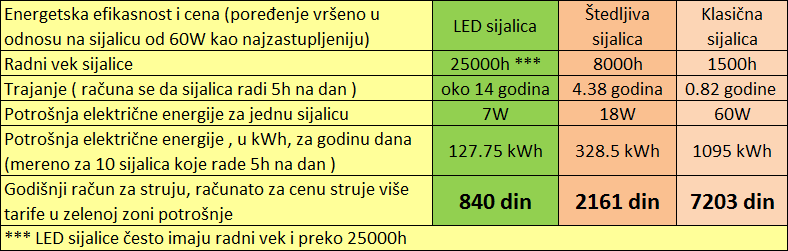 Energetska efikasnost i cena (poređenje vršeno u
odnosu na sijalicu od 60W kao najzastupljeniju)
LED sijalica
Štedljiva
sijalica
Klasična
sijalica
Radni vek sijalice
25000h ***
8000h
1500h
Trajanje ( računa se da sijalica radi 5h na dan )
oko 14 godina
4.38 godina
0.82 godine
Potrošnja električne energije za jednu sijalicu
7W
18W
60W
Potrošnja električne energije , u kWh, za godinu dana
(mereno za 10 sijalica koje rade 5h na dan )
127.75 kWh
328.5 kWh
1095 kWh
Godišnji račun za struju, računato za cenu struje više
tarife u zelenoj zoni potrošnje
840 din
2161 din
7203 din
*** LED sijalice često imaju radni vek i preko 25000h